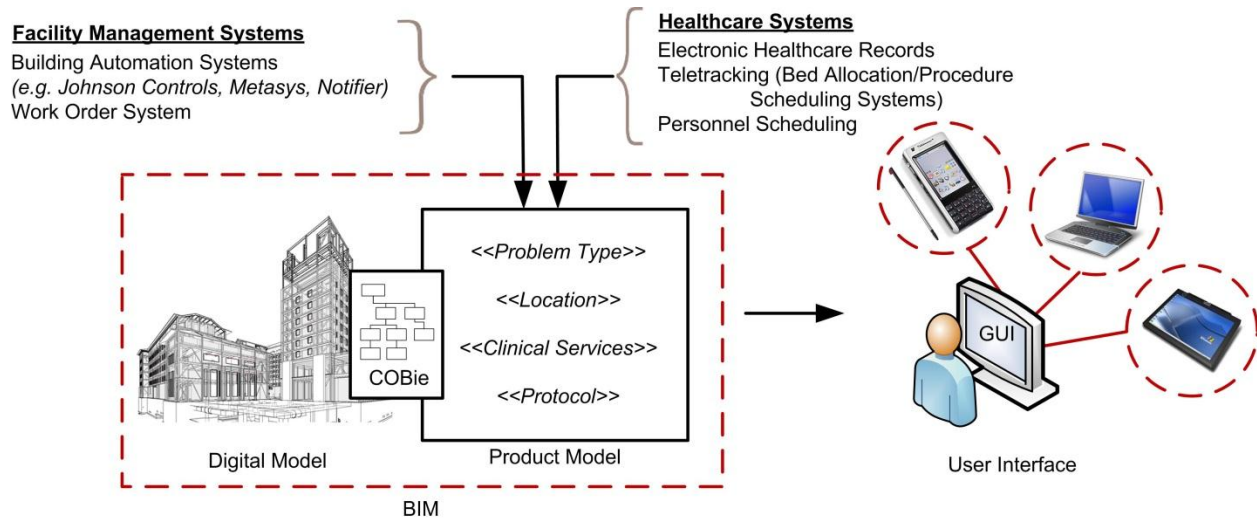 Facility Management Systems
Building Automation Systems
(e.g. Johnson Controls, Metasys, Notifier)
Work Order System
Healthcare Systems
Electronic Healthcare Records
Teletracking (Bed Allocation/Procedure
Scheduling Systems)
Personnel Scheduling
<<Problem Type>>
<<Location>>
<<Clinical Services>>
<<Protocol>>
COBie
Digital Model
Product Model
BIM
GUI
User Interface